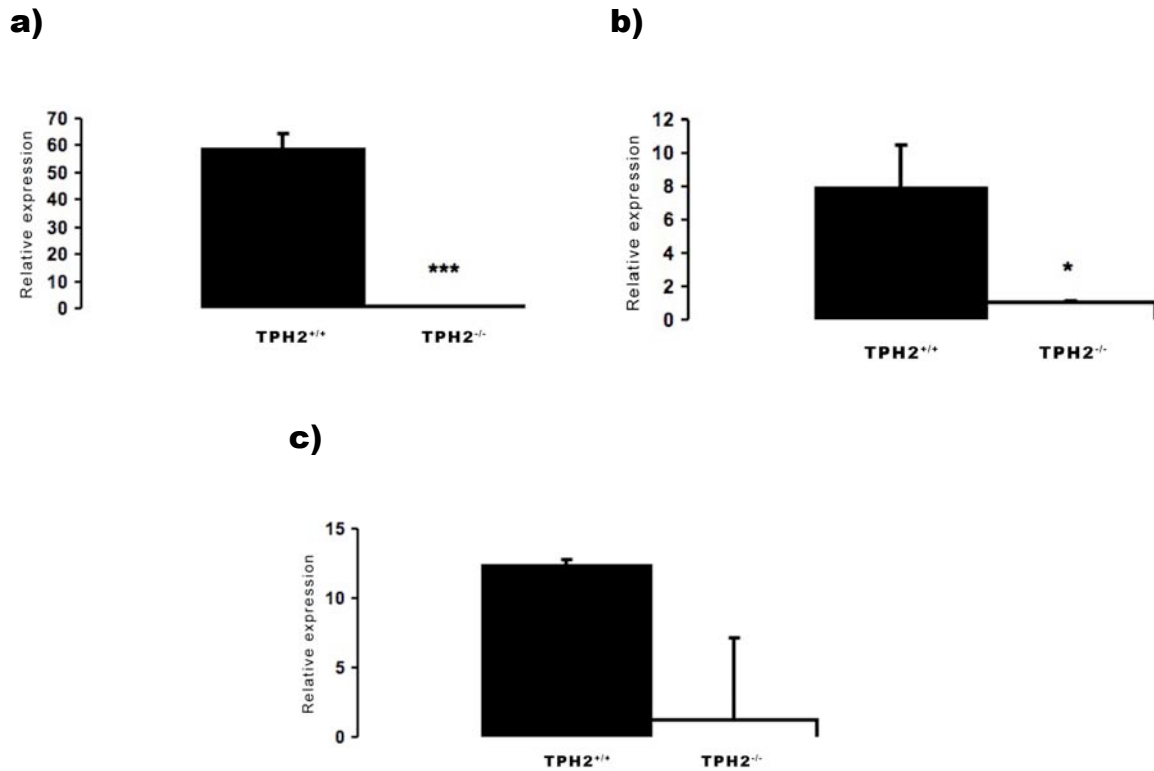 a)
70
60
50
40
30
20
10
0
Relative expression
***
TPH2+/+
TPH2-/-
b)
12
10
8
6
4
2
0
Relative expression
*
TPH2+/+
TPH2-/-
c)
15
10
5
0
Relative expression
TPH2+/+
TPH2-/-